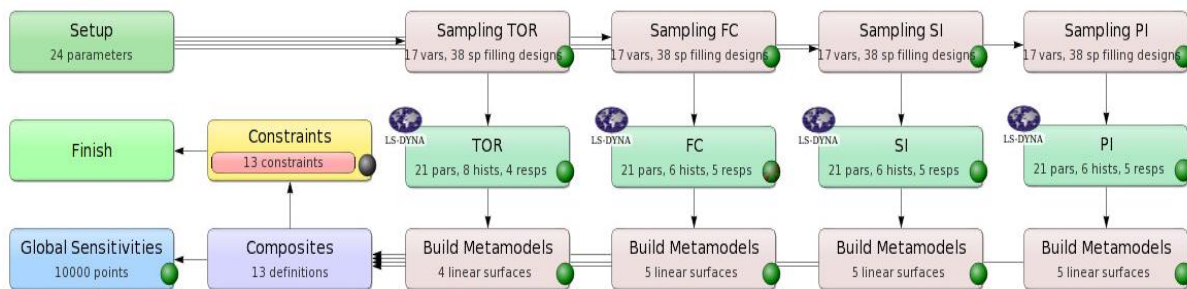 Setup
24 parameters
Sampling TOR
17 vars, 38 sp filling designs
Sampling FC
17 vars, 38 sp filling designs
Sampling SI
17 vars, 38 sp filling designs
Sampling PI
17 vars, 38 sp filling designs
Finish
Constraints
13 constraints
LS-DYNA
TOR
21 pars, 8 hists, 4 resps
LS-DYNA
FC
21 pars, 6 hists, 5 resps
LS-DYNA
SI
21 pars, 6 hists, 5 resps
LS-DYNA
PI
21 pars, 6 hists, 5 resps
Global Sensitivities
10000 points
Composites
13 definitions
Build Metamodels
4 linear surfaces
Build Metamodels
5 linear surfaces
Build Metamodels
5 linear surfaces
Build Metamodels
5 linear surfaces